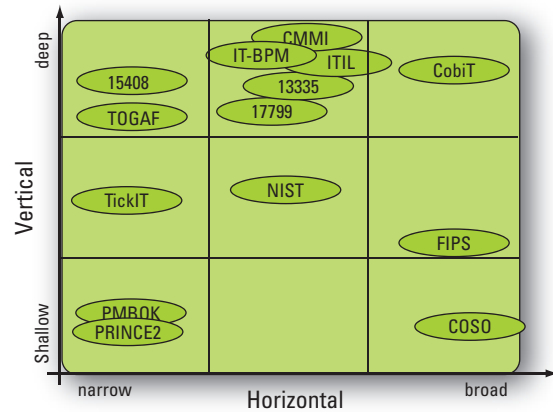 deep
CMMI
IT-BPM
ITIL
CobiT
15408
13335
TOGAF
17799
Vertical
TickIT
NIST
FIPS
Shallow
PMBOK
PRINCE2
COSO
narrow
Horizontal
broad